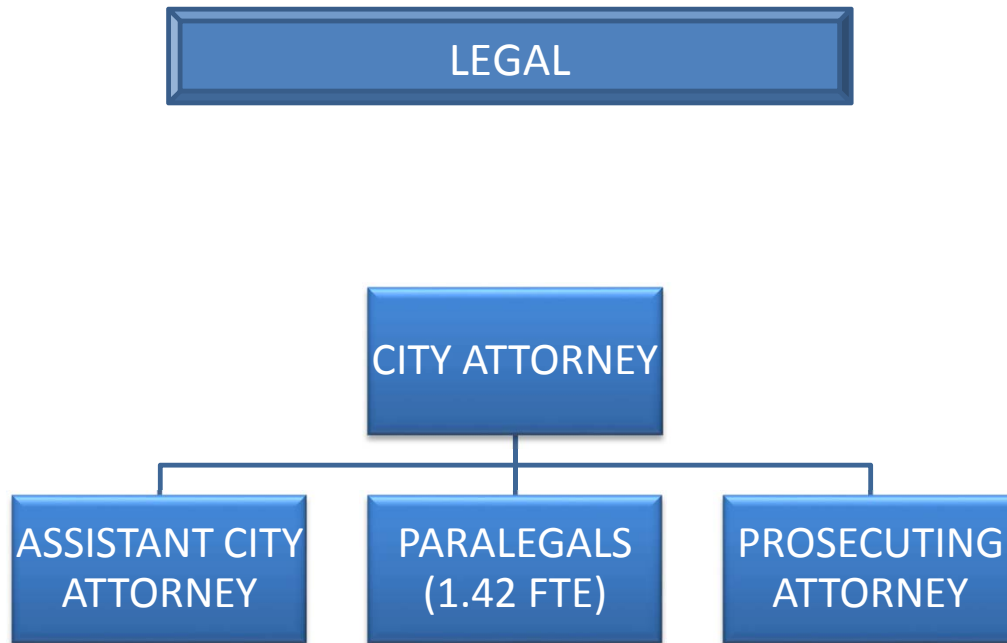 LEGAL
CITY ATTORNEY
ASSISTANT CITY
ATTORNEY
PARALEGALS
(1.42 FTE)
PROSECUTING
ATTORNEY